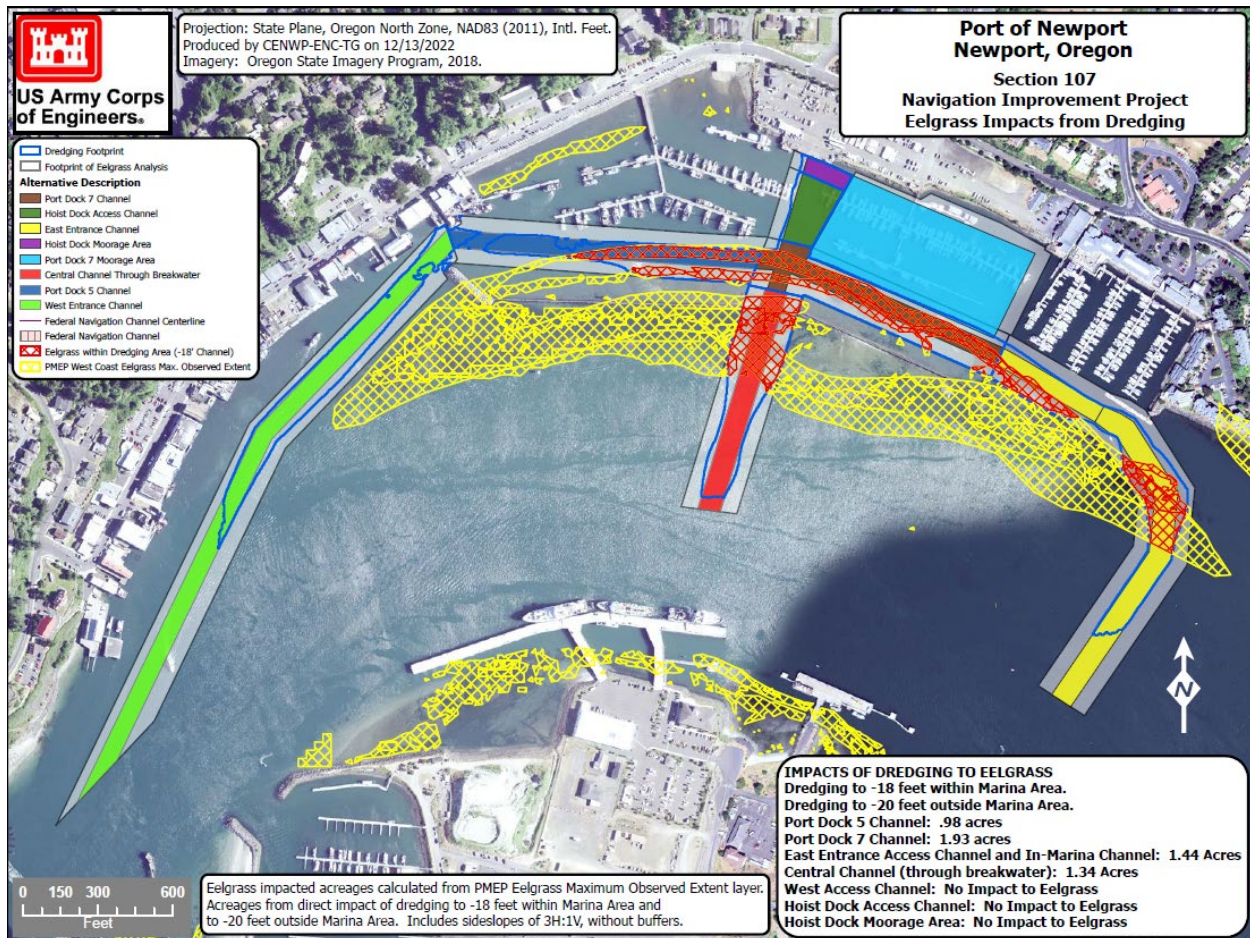 US Army Corps
of Engineers®
Projection: State Plane, Oregon North Zone, NAD83 (2011), Intl. Feet.
Produced by CENWP-ENC-TG on 12/13/2022
Imagery: Oregon State Imagery Program, 2018.
Port of Newport
Newport, Oregon
Section 107
Navigation Improvement Project
Eelgrass Impacts from Dredging
Dredging Footprint
Footprint of Eelgrass Analysis
Alternative Description
Port Dock 7 Channel
Hoist Dock Access Channel
East Entrance Channel
Hoist Dock Moorage Area
Port Dock 7 Moorage Area
Central Channel Through Breakwater
Port Dock 5 Channel
West Entrance Channel
Federal Navigation Channel Centerline
Federal Navigation Channel
Eelgrass within Dredging Area (-18' Channel)
PMEP West Coast Eelgrass Max. Observed Extent
N
IMPACTS OF DREDGING TO EELGRASS
Dredging to -18 feet within Marina Area.
Dredging to -20 feet outside Marina Area.
Port Dock 5 Channel: .98 acres
Port Dock 7 Channel: 1.93 acres
East Entrance Access Channel and In-Marina Channel: 1.44 Acres
Central Channel (through breakwater): 1.34 Acres
West Access Channel: No Impact to Eelgrass
Hoist Dock Access Channel: No Impact to Eelgrass
Hoist Dock Moorage Area: No Impact to Eelgrass
0 150 300 600
Feet
Eelgrass impacted acreages calculated from PMEP Eelgrass Maximum Observed Extent layer.
Acreages from direct impact of dredging to -18 feet within Marina Area and
to -20 feet outside Marina Area. Includes sideslopes of 3H:1V, without buffers.